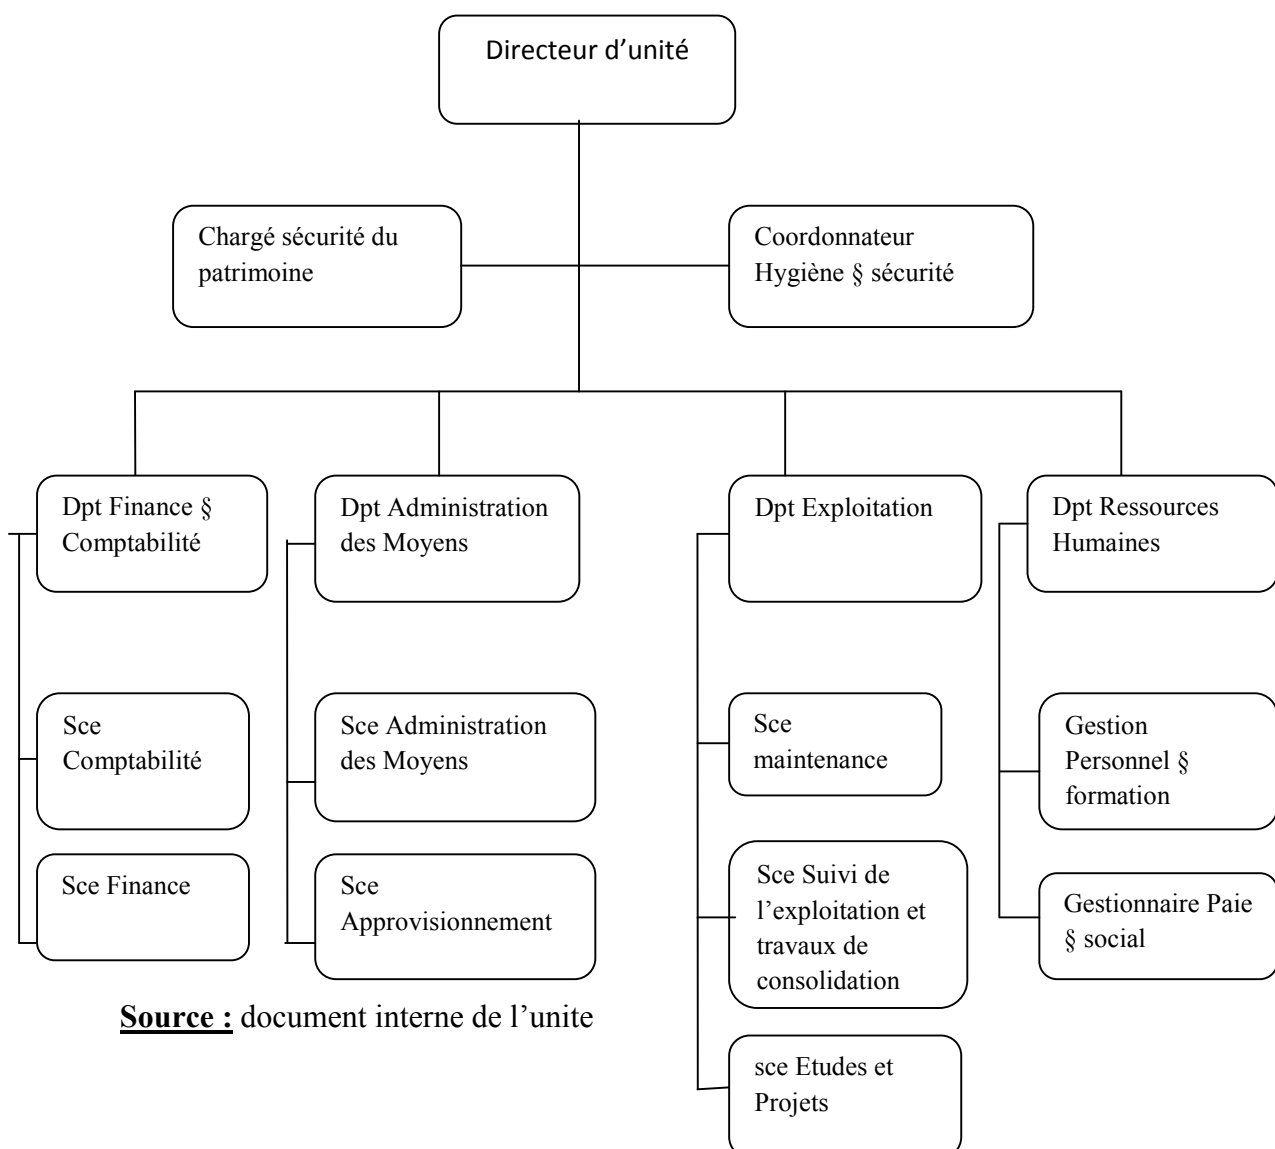 Directeur d’unité
Chargé sécurité du
patrimoine
Coordonnateur
Hygiène § sécurité
Dpt Finance §
Comptabilité
Dpt Administration
des Moyens
Dpt Exploitation
Dpt Ressources
Humaines
Sce
Comptabilité
Sce Administration
des Moyens
Sce
maintenance
Gestion
Personnel §
formation
Sce Finance
Sce
Approvisionnement
Sce Suivi de
l’exploitation et
travaux de
consolidation
Gestionnaire Paie
§ social
Source : document interne de l’unite
sce Etudes et
Projets